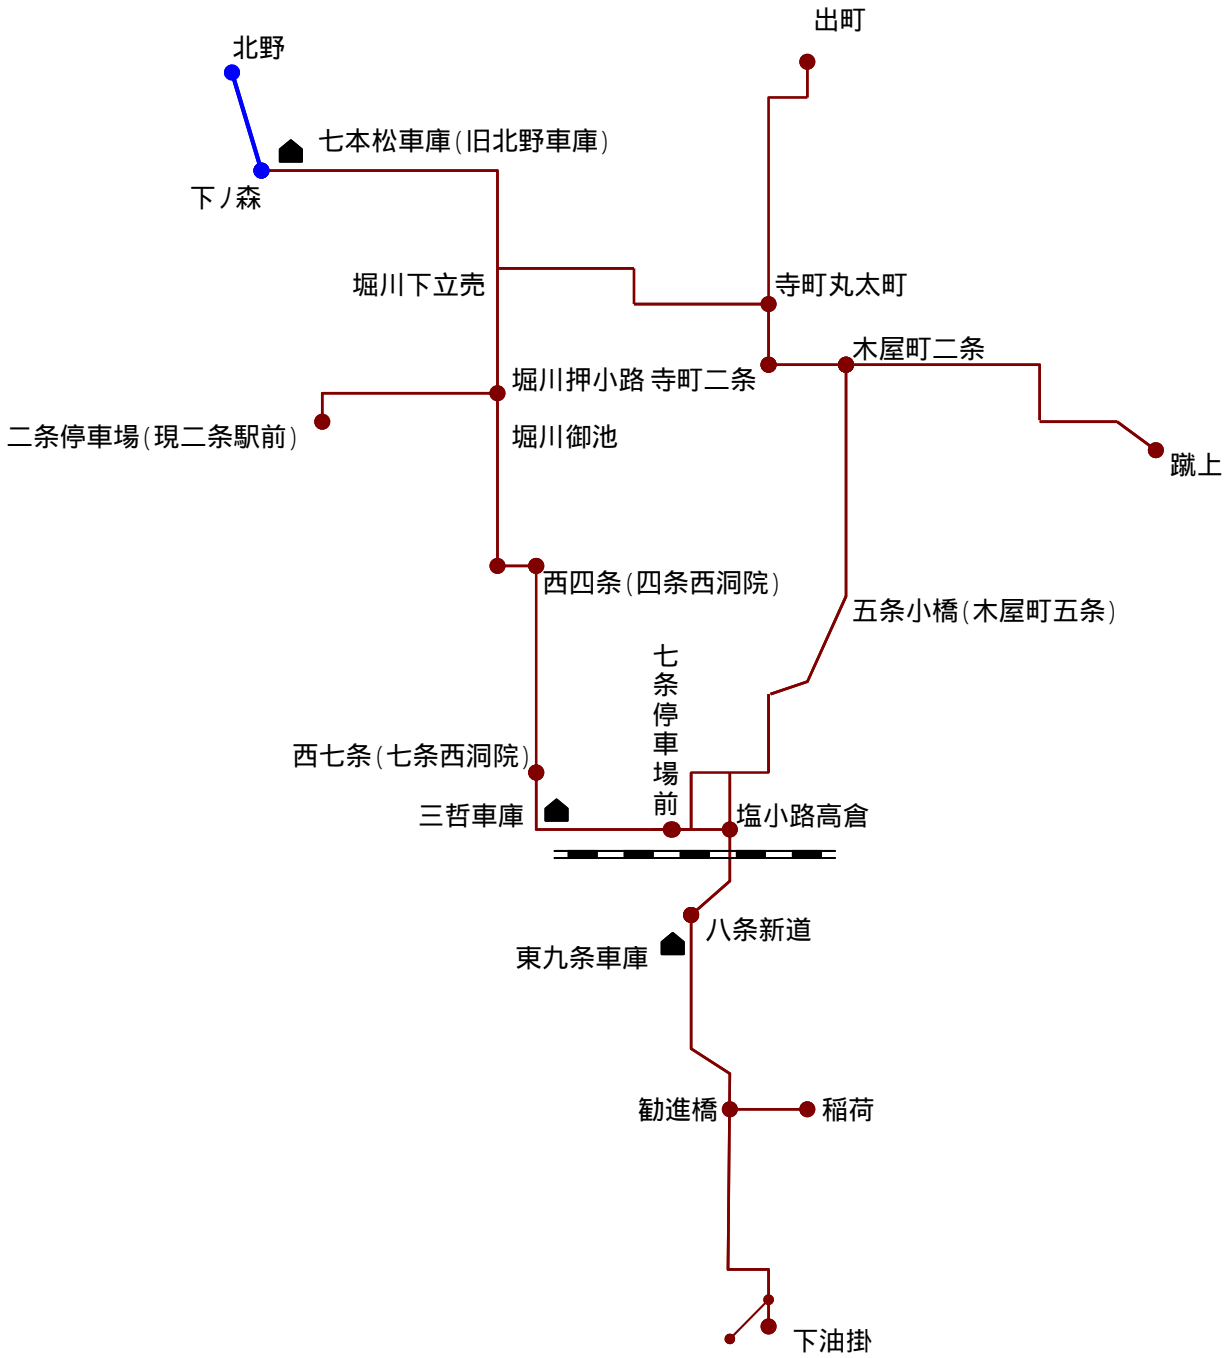 出町
北野
七本松車庫(旧北野車庫)
下ノ森
堀川下立売
寺町丸太町
木屋町二条
堀川押小路
寺町二条
二条停車場(現二条駅前)
堀川御池
蹴上
西四条(四条西洞院)
五条小橋(木屋町五条)
七条停車場前
西七条(七条西洞院)
三哲車庫
塩小路高倉
八条新道
東九条車庫
勧進橋
稲荷
下油掛